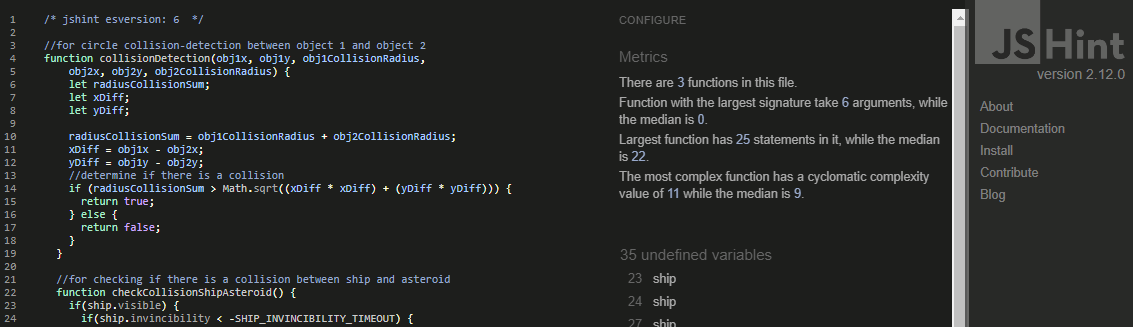 1 /* jshint esversion: 6  */
2
3 //for circle collision-detection between object 1 and object 2
4 function collisionDetection(obj1x, obj1y, obj1CollisionRadius,
5     obj2x, obj2y, obj2CollisionRadius) {
6     let radiusCollisionSum;
7     let xDiff;
8     let yDiff;
9
10     radiusCollisionSum = obj1CollisionRadius + obj2CollisionRadius;
11     xDiff = obj1x - obj2x;
12     yDiff = obj1y - obj2y;
13     //determine if there is a collision
14     if (radiusCollisionSum > Math.sqrt((xDiff * xDiff) + (yDiff * yDiff))) {
15       return true;
16     } else {
17       return false;
18     }
19   }
20
21   //for checking if there is a collision between ship and asteroid
22   function checkCollisionShipAsteroid() {
23     if(ship.visible) {
24       if(ship.invincibility < -SHIP_INVINCIBILITY_TIMEOUT) {
CONFIGURE
Metrics
There are 3 functions in this file.
Function with the largest signature take 6 arguments, while
the median is 0.
Largest function has 25 statements in it, while the median
is 22.
The most complex function has a cyclomatic complexity
value of 11 while the median is 9.
35 undefined variables
23 ship
24 ship
27 ship
JSHint
version 2.12.0
About
Documentation
Install
Contribute
Blog